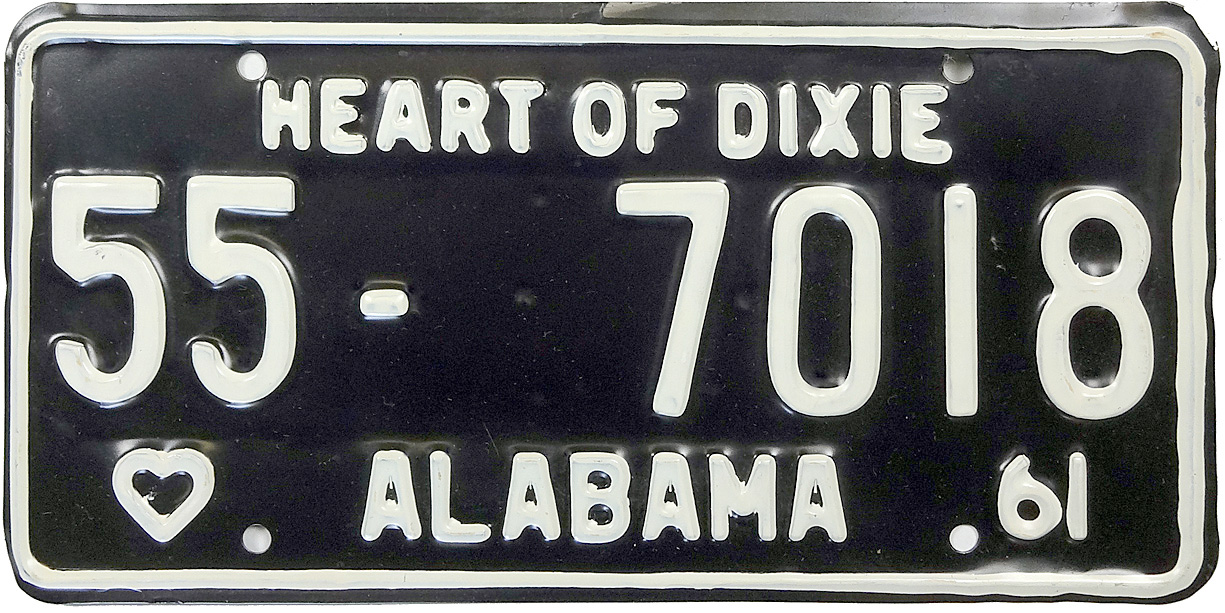 HEART OF DIXIE
55 - 7018
ALABAMA 61